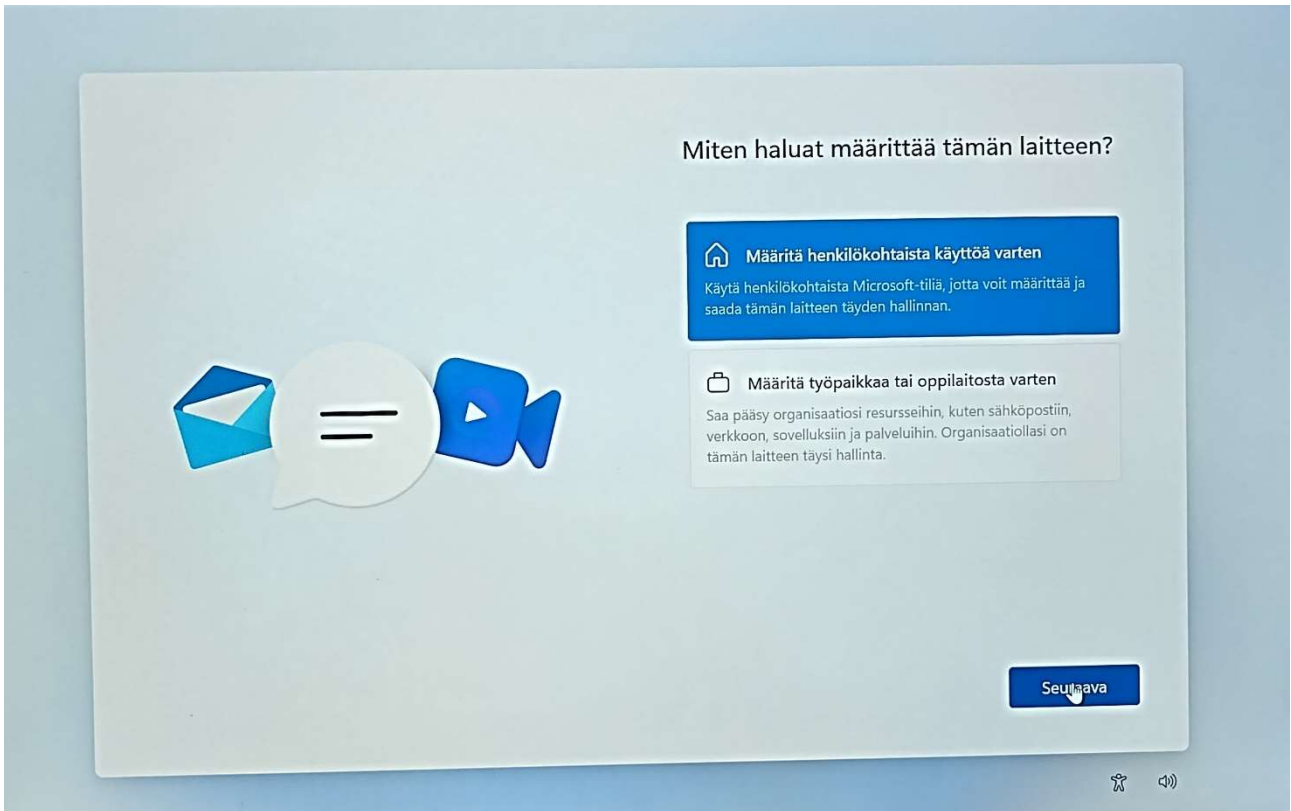 Miten haluat määrittää tämän laitteen?
Määritä henkilökohtaista käyttöä varten
Käytä henkilökohtaista Microsoft-tiliä, jotta voit määrittää ja
saada tämän laitteen täyden hallinnan.
Määritä työpaikkaa tai oppilaitosta varten
Saa pääsy organisaatiosi resursseihin, kuten sähköpostiin,
verkkoon, sovelluksiin ja palveluihin. Organisaatiollasi on
tämän laitteen täysi hallinta.
Seuraava